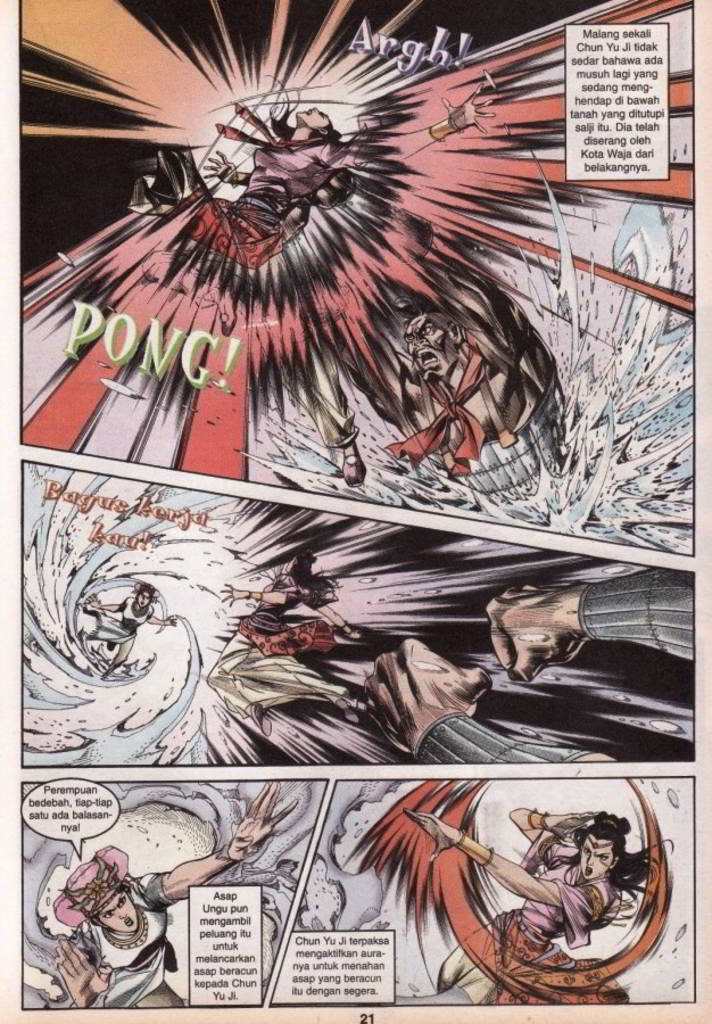 Argh!
Malang sekali
Chun Yu Ji tidak
sedar bahawa ada
musuh lagi yang
sedang meng-
hendap di bawah
tanah yang ditutupi
salji itu. Dia telah
diserang oleh
Kota Waja dari
belakangnya.
PONG!
Bagus kerja
kau!
Perempuan
bedebah, tiap-tiap
satu ada balasan-
nya!
Asap
Ungu pun
mengambil
peluang itu
untuk
melancarkan
asap beracun
kepada Chun
Yu Ji.
Chun Yu Ji terpaksa
mengaktifkan aura-
nya untuk menahan
asap yang beracun
itu dengan segera.
21